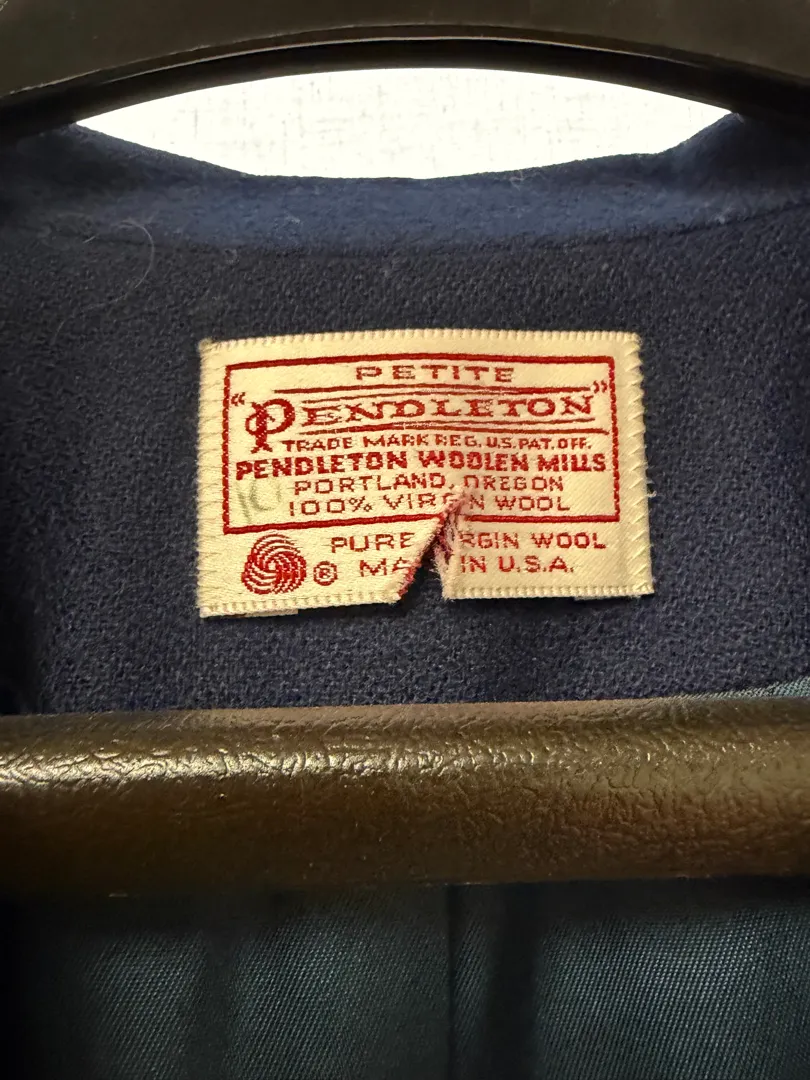 PETITE
"PENDLETON"
TRADE MARK REG. U.S. PAT. OFF.
PENDLETON WOOLEN MILLS
PORTLAND, OREGON
100% VIRGIN WOOL
PURE VIRGIN WOOL
® MA IN U.S.A.